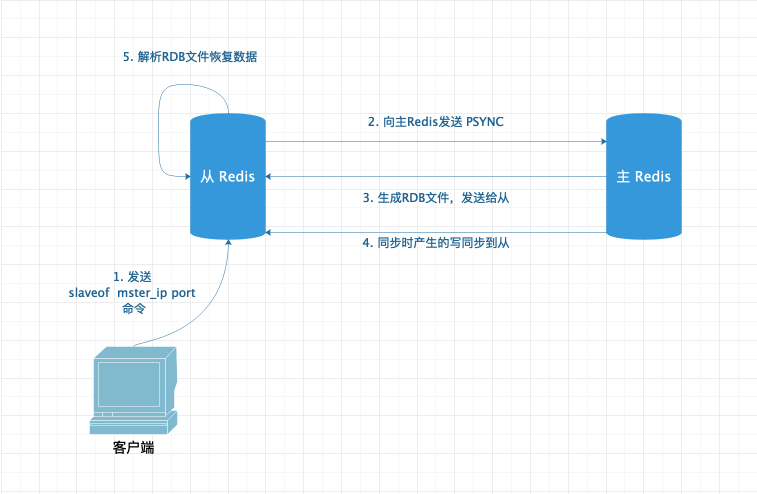 5. 解析RDB文件恢复数据
2. 向主Redis发送 PSYNC
从 Redis
主 Redis
3. 生成RDB文件，发送给从
4. 同步时产生的写同步到从
1. 发送
slaveof mster_ip port
命令
客户端